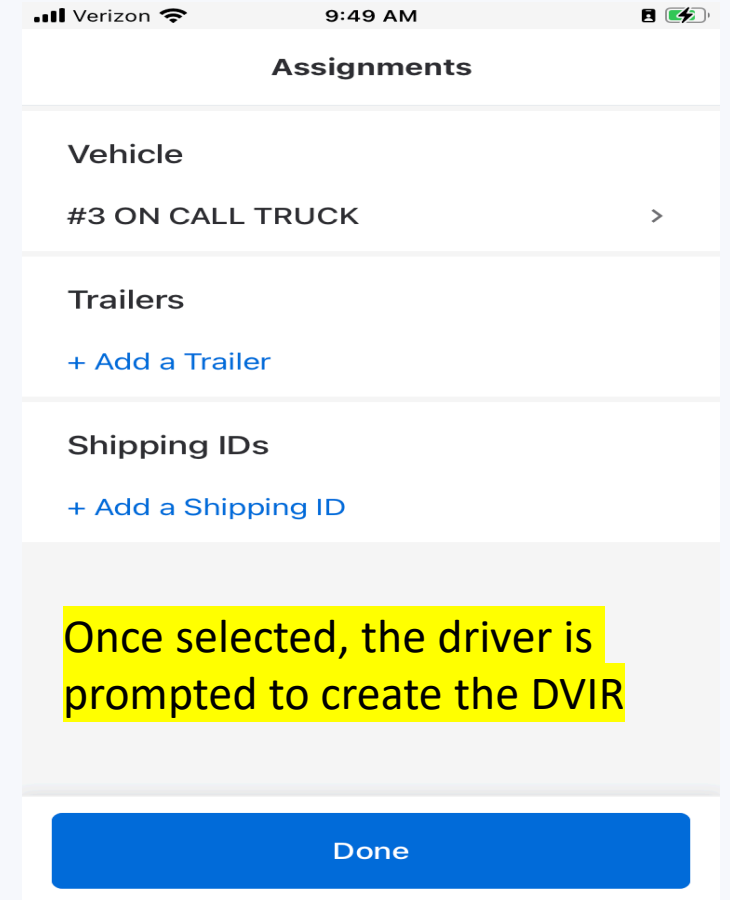 Verizon 9:49 AM
Assignments
Vehicle
#3 ON CALL TRUCK >
Trailers
+ Add a Trailer
Shipping IDs
+ Add a Shipping ID
Once selected, the driver is
prompted to create the DVIR
Done